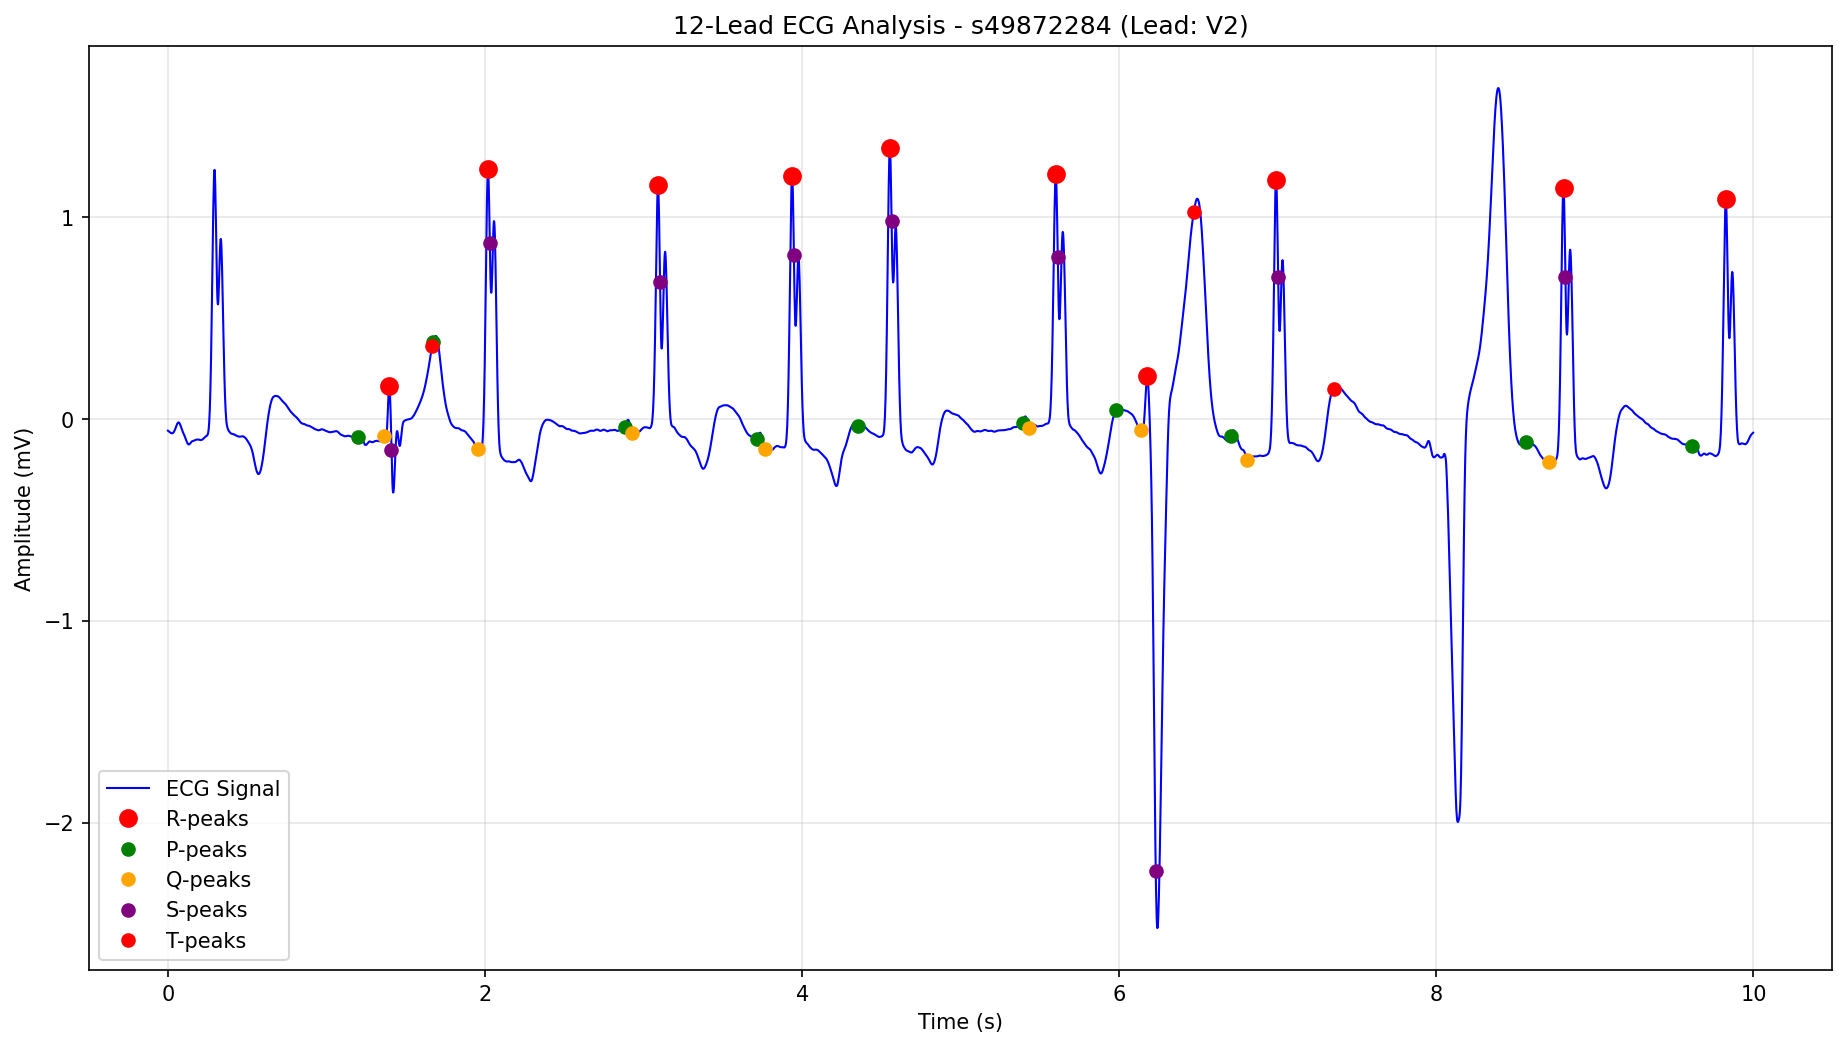 12-Lead ECG Analysis - s49872284 (Lead: V2)
Amplitude (mV)
1
0
−1
−2
ECG Signal
R-peaks
P-peaks
Q-peaks
S-peaks
T-peaks
0 2 4 6 8 10
Time (s)